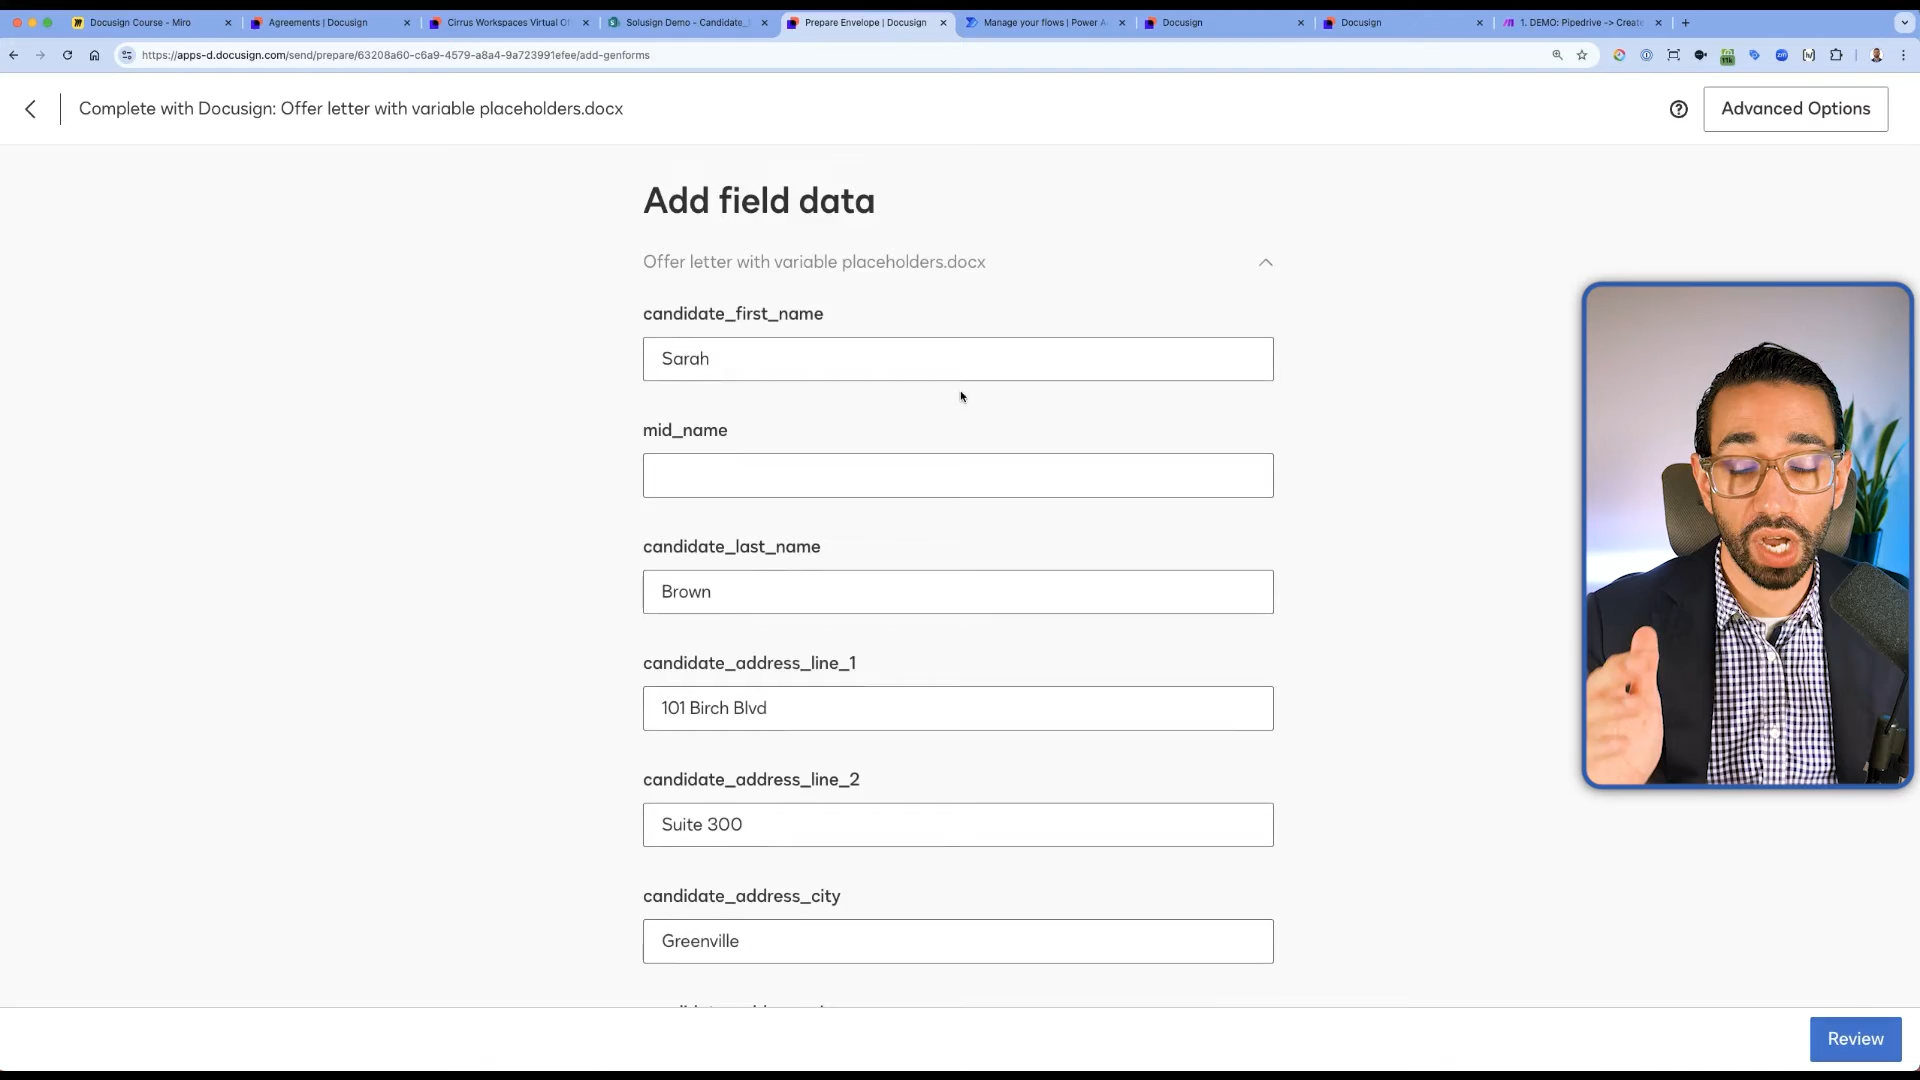 Docusign Course - Miro
Agreements | Docusign
Cirrus Workspaces Virtual Of
Solusign Demo - Candidate_
Prepare Envelope | Docusign
Manage your flows | Power A
Docusign
Docusign
1. DEMO: Pipedrive -> Create
https://apps-d.docusign.com/send/prepare/63208a60-c6a9-4579-a8a4-9a723991efee/add-genforms
11k
zm
Complete with Docusign: Offer letter with variable placeholders.docx
Advanced Options
Add field data
Offer letter with variable placeholders.docx
candidate_first_name
Sarah
mid_name
candidate_last_name
Brown
candidate_address_line_1
101 Birch Blvd
candidate_address_line_2
Suite 300
candidate_address_city
Greenville
Review